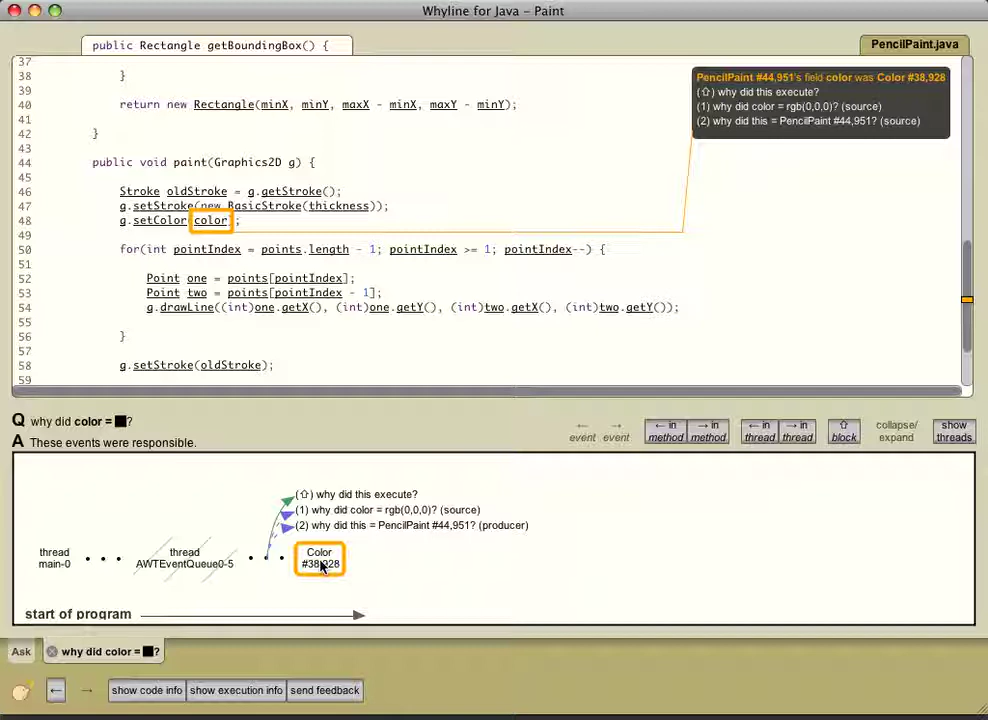 Whyline for Java - Paint
public Rectangle getBoundingBox() {
PencilPaint.java
37
38 }
39
40 return new Rectangle(minX, minY, maxX - minX, maxY - minY);
41
42 }
43
44 public void paint(Graphics2D g) {
45
46 Stroke oldStroke = g.getStroke();
47 g.setStroke(new BasicStroke(thickness));
48 g.setColor(color);
49
50 for(int pointIndex = points.length - 1; pointIndex >= 1; pointIndex--) {
51
52 Point one = points[pointIndex];
53 Point two = points[pointIndex - 1];
54 g.drawLine((int)one.getX(), (int)one.getY(), (int)two.getX(), (int)two.getY());
55
56 }
57
58 g.setStroke(oldStroke);
59
PencilPaint #44,951's field color was Color #38,928
(⇧) why did this execute?
(1) why did color = rgb(0,0,0)? (source)
(2) why did this = PencilPaint #44,951? (source)
Q why did color = ■?
A These events were responsible.
← event
→ event
← in method
→ in method
← in thread
→ in thread
⇧ block
collapse/
expand
show
threads
(⇧) why did this execute?
(1) why did color = rgb(0,0,0)? (source)
(2) why did this = PencilPaint #44,951? (producer)
thread
main-0
thread
AWTEventQueue0-5
Color
#38,928
start of program
Ask
why did color = ■?
← → show code info show execution info send feedback